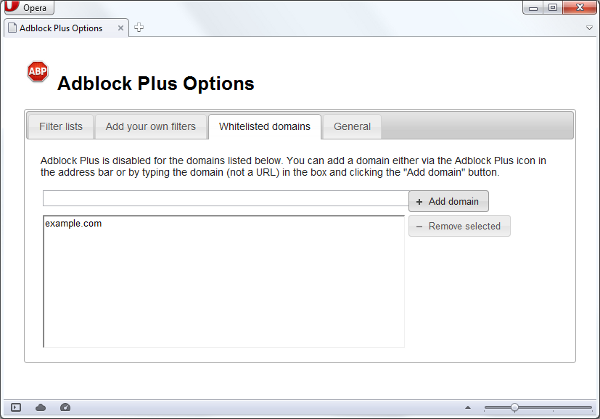 Opera
Adblock Plus Options
ABP
Adblock Plus Options
Filter lists
Add your own filters
Whitelisted domains
General
Adblock Plus is disabled for the domains listed below. You can add a domain either via the Adblock Plus icon in
the address bar or by typing the domain (not a URL) in the box and clicking the "Add domain" button.
+ Add domain
example.com
− Remove selected